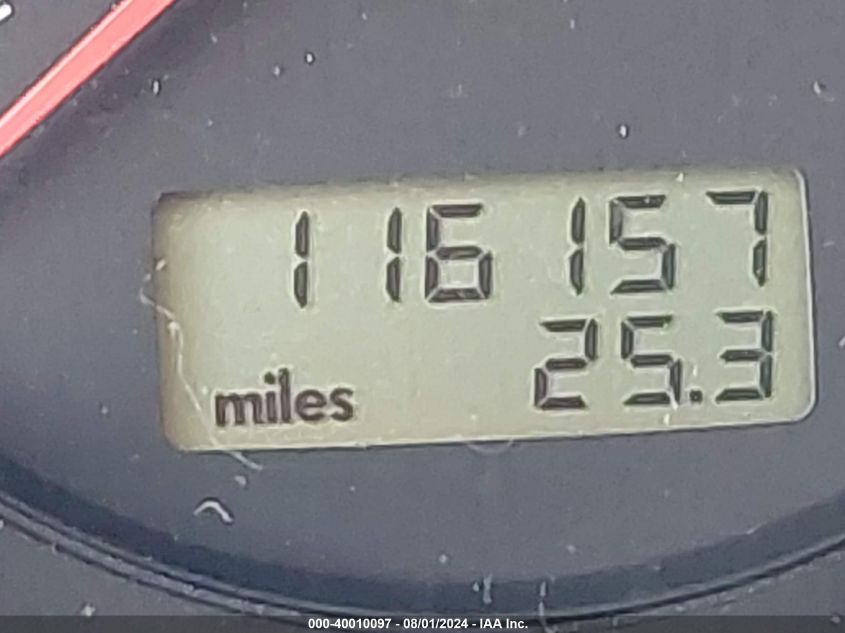 116157
25.3
miles
000-40010097 - 08/01/2024 - IAA Inc.